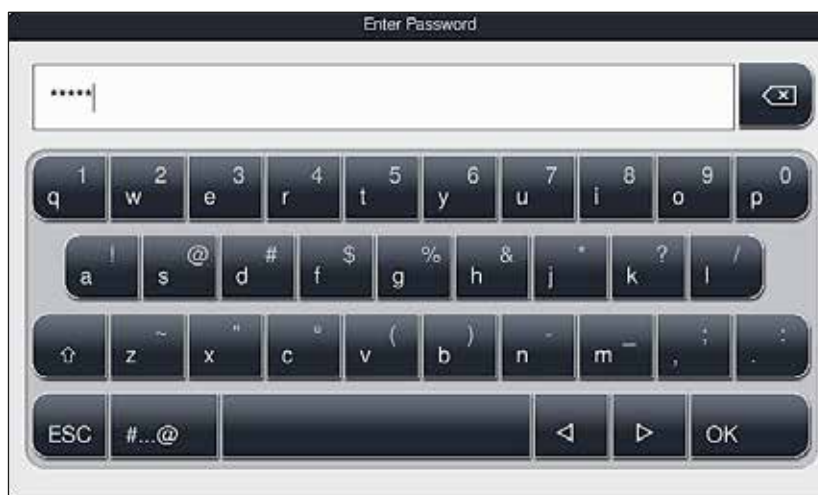 Enter Password
*****
q 1 w 2 e 3 r 4 t 5 y 6 u 7 i 8 o 9 p 0
a ! s @ d # f $ g % h & j * k ? l /
z ~ x " c º v ( b ) n - m _ , ; . :
ESC #...@ OK